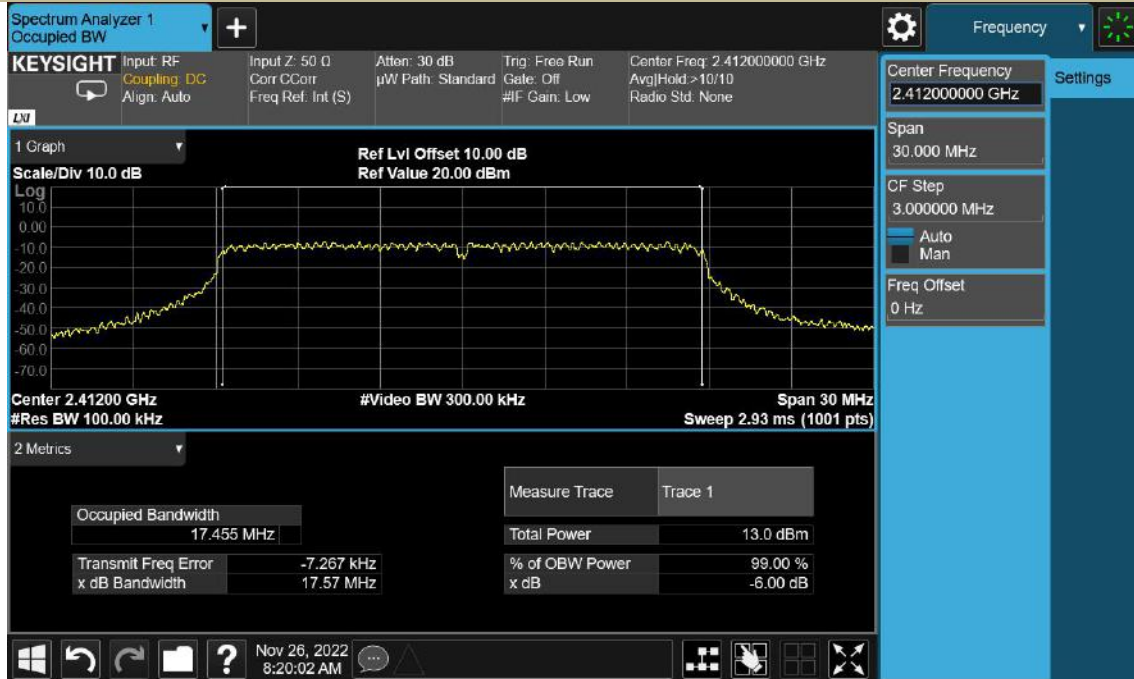 Spectrum Analyzer 1
Occupied BW
+
Frequency
KEYSIGHT
LXI
Input: RF
Coupling: DC
Align: Auto
Input Z: 50 Ω
Corr CCorr
Freq Ref: Int (S)
Atten: 30 dB
µW Path: Standard
Trig: Free Run
Gate: Off
#IF Gain: Low
Center Freq: 2.412000000 GHz
Avg|Hold:>10/10
Radio Std: None
Center Frequency
2.412000000 GHz
Settings
Span
30.000 MHz
CF Step
3.000000 MHz
Auto
Man
Freq Offset
0 Hz
1 Graph
Scale/Div 10.0 dB
Ref Lvl Offset 10.00 dB
Ref Value 20.00 dBm
Log
10.0
0.00
-10.0
-20.0
-30.0
-40.0
-50.0
-60.0
-70.0
Center 2.41200 GHz
#Res BW 100.00 kHz
#Video BW 300.00 kHz
Span 30 MHz
Sweep 2.93 ms (1001 pts)
2 Metrics
Measure Trace Trace 1
Occupied Bandwidth
17.455 MHz
Total Power 13.0 dBm
Transmit Freq Error -7.267 kHz
% of OBW Power 99.00 %
x dB Bandwidth 17.57 MHz
x dB -6.00 dB
?
Nov 26, 2022
8:20:02 AM